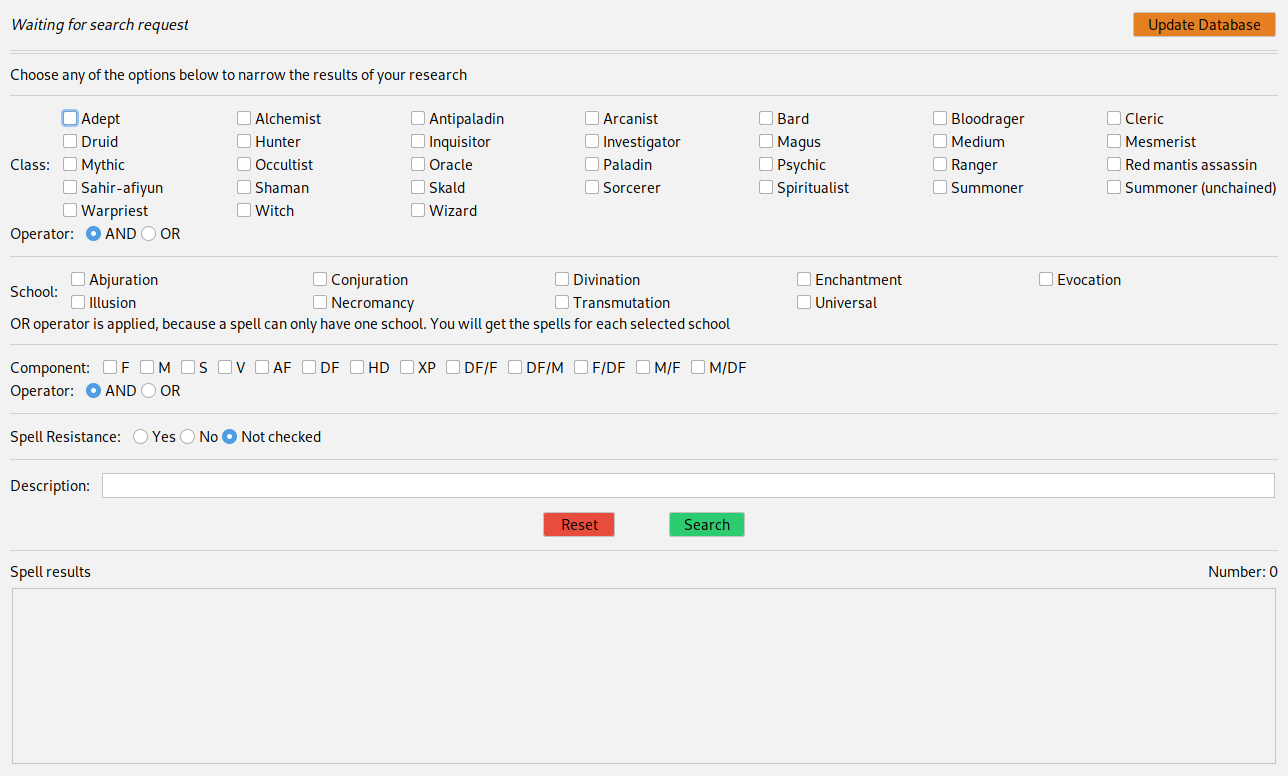 Waiting for search request Update Database
Choose any of the options below to narrow the results of your research
Adept Alchemist Antipaladin Arcanist Bard Bloodrager Cleric
Druid Hunter Inquisitor Investigator Magus Medium Mesmerist
Class: Mythic Occultist Oracle Paladin Psychic Ranger Red mantis assassin
Sahir-afiyun Shaman Skald Sorcerer Spiritualist Summoner Summoner (unchained)
Warpriest Witch Wizard
Operator: AND OR
Abjuration Conjuration Divination Enchantment Evocation
School:
Illusion Necromancy Transmutation Universal
OR operator is applied, because a spell can only have one school. You will get the spells for each selected school
Component: F M S V AF DF HD XP DF/F DF/M F/DF M/F M/DF
Operator: AND OR
Spell Resistance: Yes No Not checked
Description:
Reset Search
Spell results Number: 0